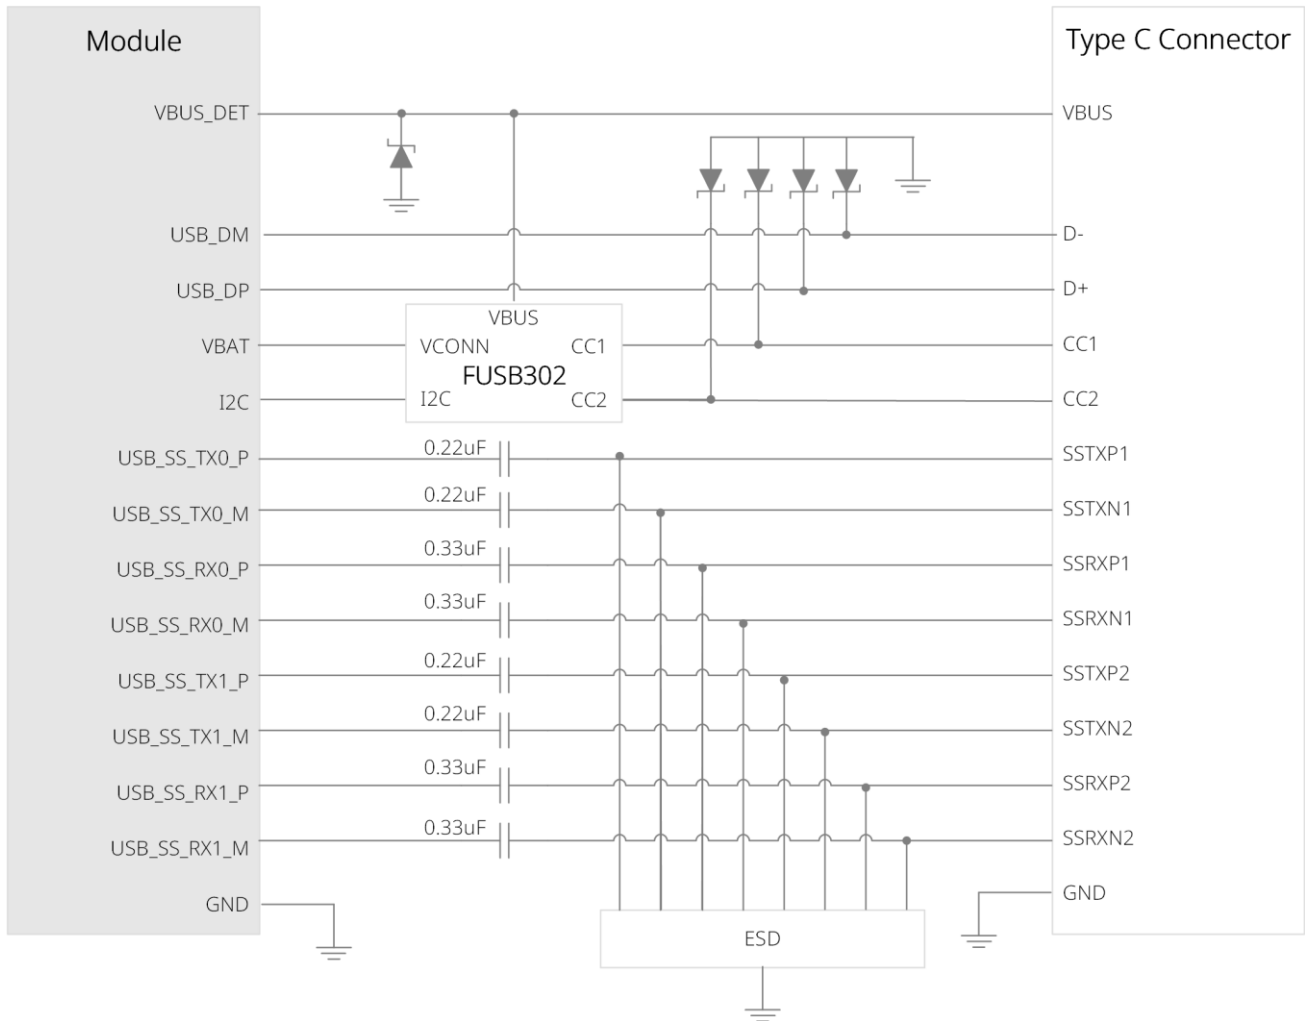 Module
Type C Connector
VBUS_DET
VBUS
USB_DM
D-
USB_DP
D+
VBUS
VBAT
VCONN
CC1
CC1
FUSB302
I2C
I2C
CC2
CC2
USB_SS_TX0_P
0.22uF
SSTXP1
USB_SS_TX0_M
0.22uF
SSTXN1
USB_SS_RX0_P
0.33uF
SSRXP1
USB_SS_RX0_M
0.33uF
SSRXN1
USB_SS_TX1_P
0.22uF
SSTXP2
USB_SS_TX1_M
0.22uF
SSTXN2
USB_SS_RX1_P
0.33uF
SSRXP2
USB_SS_RX1_M
0.33uF
SSRXN2
GND
GND
ESD